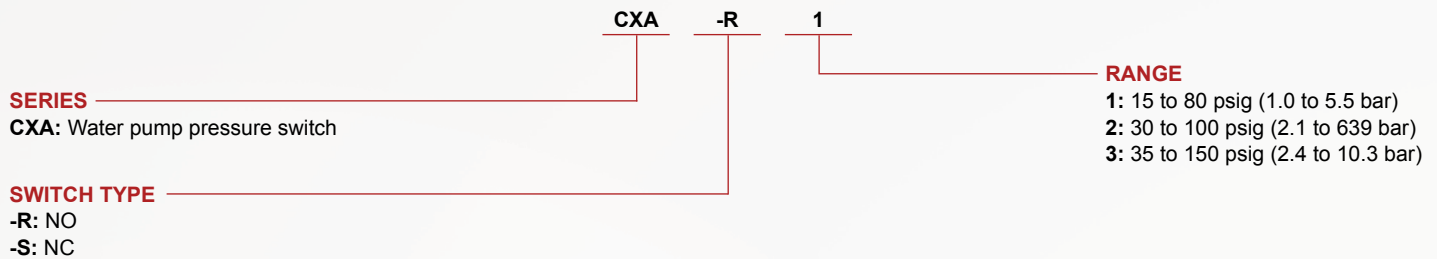 CXA -R 1
SERIES
CXA: Water pump pressure switch
SWITCH TYPE
-R: NO
-S: NC
RANGE
1: 15 to 80 psig (1.0 to 5.5 bar)
2: 30 to 100 psig (2.1 to 639 bar)
3: 35 to 150 psig (2.4 to 10.3 bar)